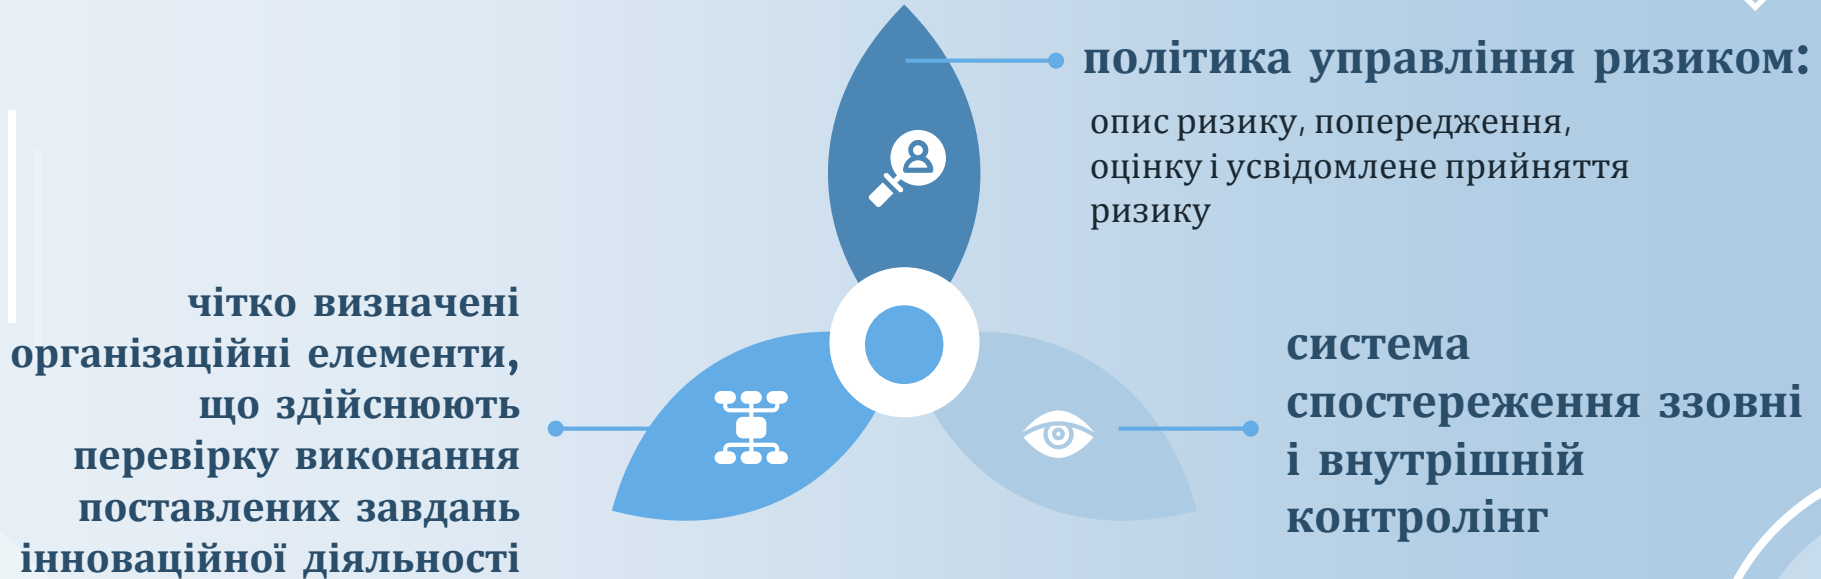 політика управління ризиком:
опис ризику, попередження,
оцінку і усвідомлене прийняття
ризику
чітко визначені
організаційні елементи,
що здійснюють
перевірку виконання
поставлених завдань
інноваційної діяльності
система
спостереження ззовні
і внутрішній
контролінг